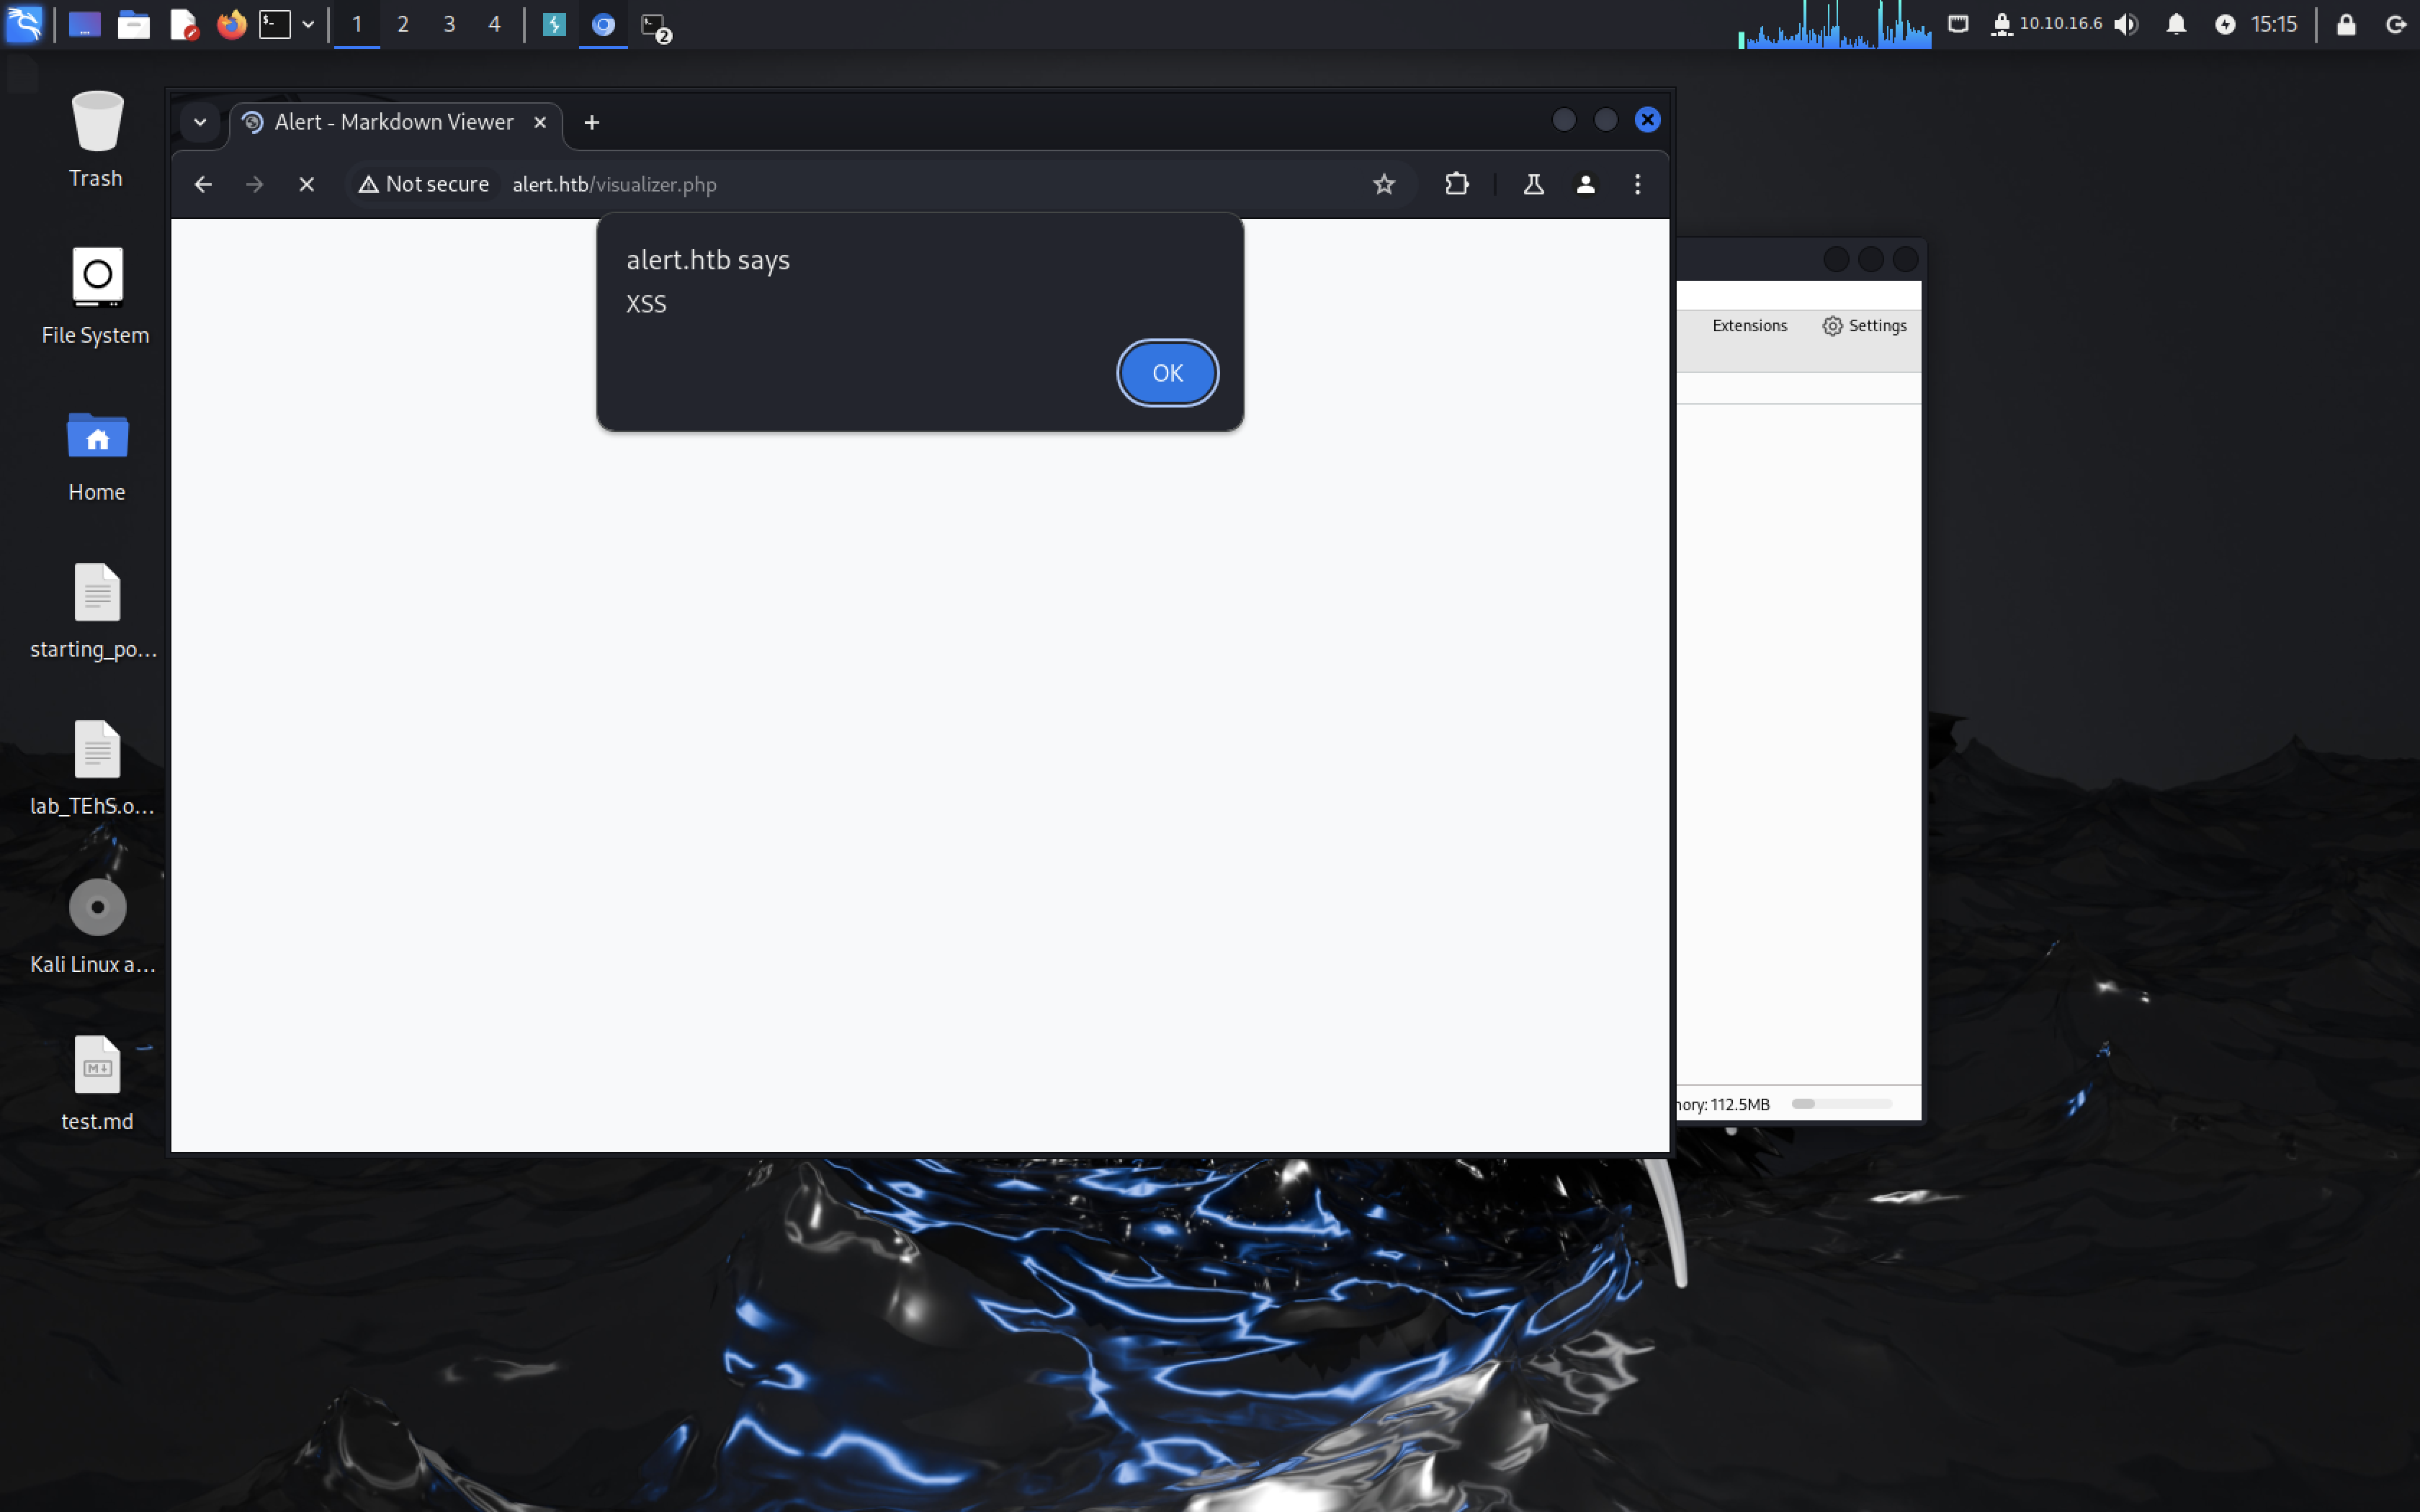 1 2 3 4
2
10.10.16.6
15:15
Trash
File System
Home
starting_po...
lab_TEhS.o...
Kali Linux a...
M↓
test.md
Alert - Markdown Viewer
Not secure
alert.htb/visualizer.php
alert.htb says
XSS
OK
Extensions
Settings
ory: 112.5MB